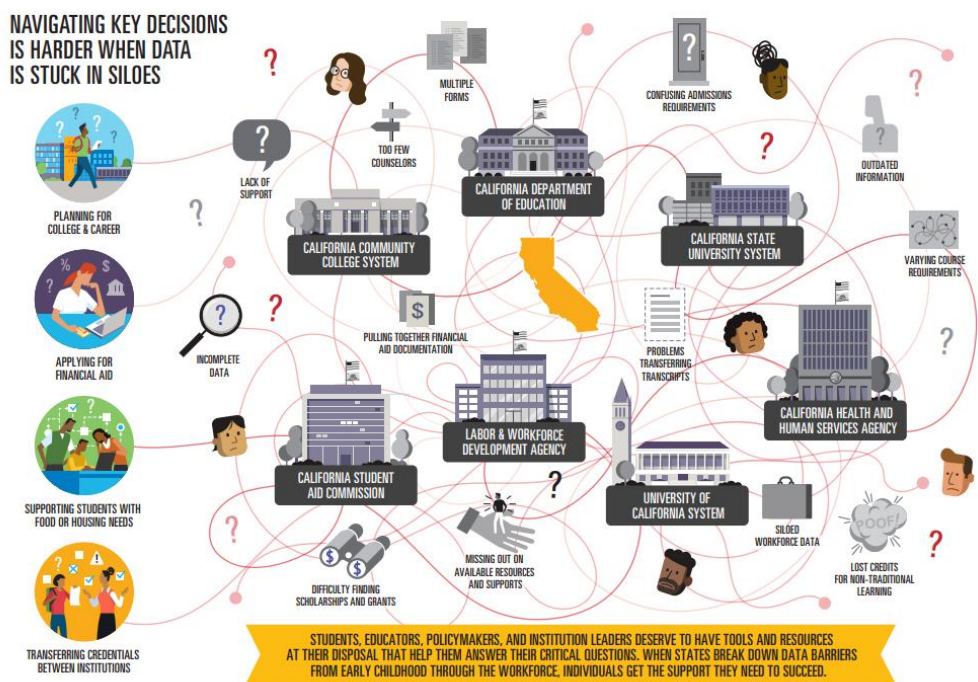 NAVIGATING KEY DECISIONS
IS HARDER WHEN DATA
IS STUCK IN SILOES
PLANNING FOR
COLLEGE & CAREER
APPLYING FOR
FINANCIAL AID
SUPPORTING STUDENTS WITH
FOOD OR HOUSING NEEDS
TRANSFERRING CREDENTIALS
BETWEEN INSTITUTIONS
MULTIPLE
FORMS
CONFUSING ADMISSIONS
REQUIREMENTS
TOO FEW
COUNSELORS
LACK OF
SUPPORT
OUTDATED
INFORMATION
CALIFORNIA DEPARTMENT
OF EDUCATION
CALIFORNIA COMMUNITY
COLLEGE SYSTEM
CALIFORNIA STATE
UNIVERSITY SYSTEM
VARYING COURSE
REQUIREMENTS
INCOMPLETE
DATA
$
PULLING TOGETHER FINANCIAL
AID DOCUMENTATION
PROBLEMS
TRANSFERRING
TRANSCRIPTS
CALIFORNIA HEALTH AND
HUMAN SERVICES AGENCY
LABOR & WORKFORCE
DEVELOPMENT AGENCY
CALIFORNIA STUDENT
AID COMMISSION
UNIVERSITY OF
CALIFORNIA SYSTEM
SILOED
WORKFORCE DATA
POOF!
LOST CREDITS
FOR NON-TRADITIONAL
LEARNING
MISSING OUT ON
AVAILABLE RESOURCES
AND SUPPORTS
$ $
DIFFICULTY FINDING
SCHOLARSHIPS AND GRANTS
STUDENTS, EDUCATORS, POLICYMAKERS, AND INSTITUTION LEADERS DESERVE TO HAVE TOOLS AND RESOURCES
AT THEIR DISPOSAL THAT HELP THEM ANSWER THEIR CRITICAL QUESTIONS. WHEN STATES BREAK DOWN DATA BARRIERS
FROM EARLY CHILDHOOD THROUGH THE WORKFORCE, INDIVIDUALS GET THE SUPPORT THEY NEED TO SUCCEED.